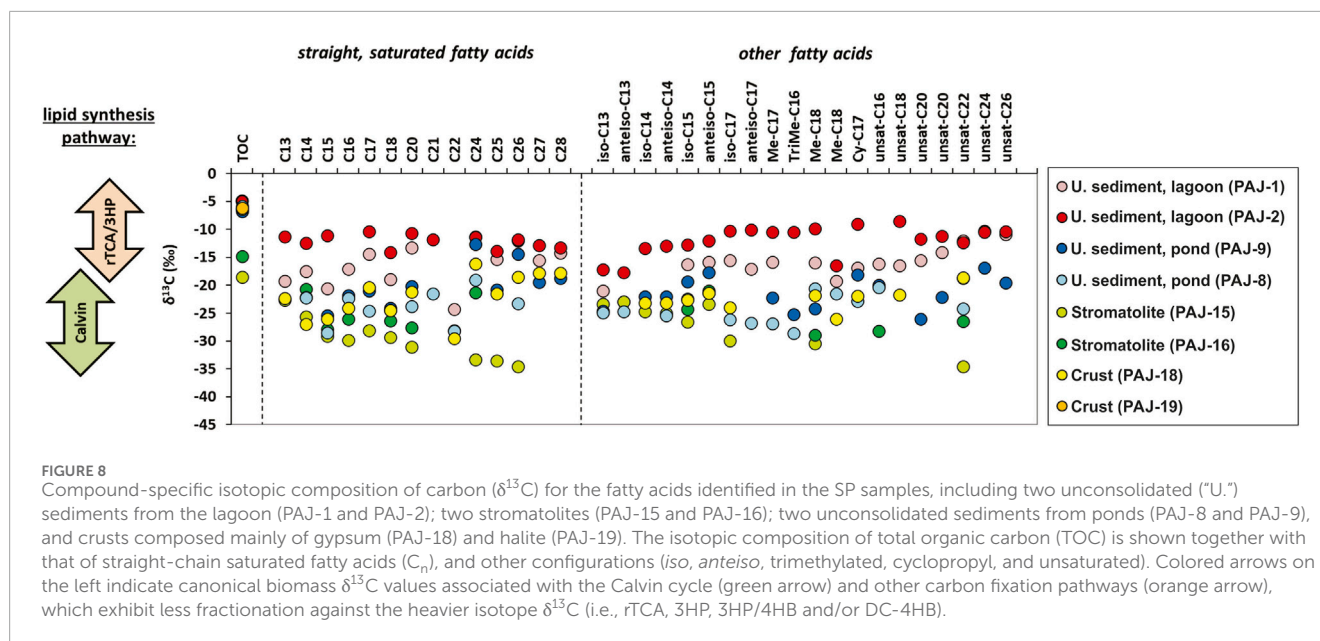 straight, saturated fatty acids
other fatty acids
lipid synthesis
pathway:
TOC
C13
C14
C15
C16
C17
C18
C20
C21
C22
C24
C25
C26
C27
C28
iso-C13
anteIso-C13
iso-C14
anteiso-C14
iso-C15
anteiso-C15
iso-C17
anteiso-C17
Me-C17
TriMe-C16
Me-C18
Me-C18
Cy-C17
unsat-C16
unsat-C18
unsat-C20
unsat-C20
unsat-C22
unsat-C24
unsat-C26
rTCA/3HP
Calvin
δ¹³C (‰)
0
-5
-10
-15
-20
-25
-30
-35
-40
-45
U. sediment, lagoon (PAJ-1)
U. sediment, lagoon (PAJ-2)
U. sediment, pond (PAJ-9)
U. sediment, pond (PAJ-8)
Stromatolite (PAJ-15)
Stromatolite (PAJ-16)
Crust (PAJ-18)
Crust (PAJ-19)
FIGURE 8
Compound-specific isotopic composition of carbon (δ¹³C) for the fatty acids identified in the SP samples, including two unconsolidated ("U.")
sediments from the lagoon (PAJ-1 and PAJ-2); two stromatolites (PAJ-15 and PAJ-16); two unconsolidated sediments from ponds (PAJ-8 and PAJ-9),
and crusts composed mainly of gypsum (PAJ-18) and halite (PAJ-19). The isotopic composition of total organic carbon (TOC) is shown together with
that of straight-chain saturated fatty acids (Cₙ), and other configurations (iso, anteiso, trimethylated, cyclopropyl, and unsaturated). Colored arrows on
the left indicate canonical biomass δ¹³C values associated with the Calvin cycle (green arrow) and other carbon fixation pathways (orange arrow),
which exhibit less fractionation against the heavier isotope δ¹³C (i.e., rTCA, 3HP, 3HP/4HB and/or DC-4HB).